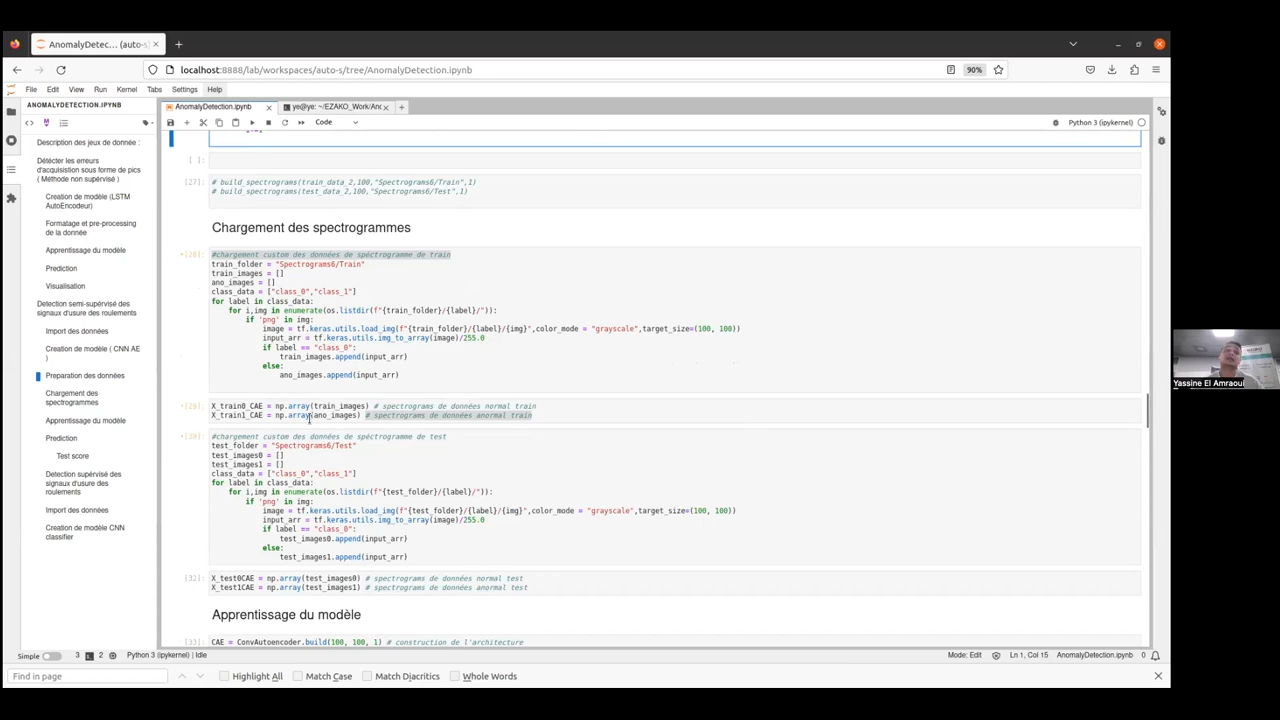 AnomalyDetec... (auto-s)
localhost:8888/lab/workspaces/auto-s/tree/AnomalyDetection.ipynb
90%
File Edit View Run Kernel Tabs Settings Help
ANOMALYDETECTION.IPYNB
Description des jeux de donnée :
Détécter les erreurs
d'acquisition sous forme de pics
( Méthode non supervisé )
Creation de modèle (LSTM
AutoEncodeur)
Formatage et pre-processing
de la donnée
Apprentissage du modèle
Prediction
Visualisation
Detection semi-supervisé des
signaux d'usure des roulements
Import des données
Creation de modèle ( CNN AE
)
Preparation des données
Chargement des
spectrogrammes
Apprentissage du modèle
Prediction
Test score
Detection supervisé des
signaux d'usure des
roulements
Import des données
Creation de modèle CNN
classifier
AnomalyDetection.ipynb
ye@ye: ~/EZAKO_Work/An
Code
Python 3 (ipykernel)
[ ]:
[27]:
# build_spectrograms(train_data_2,100,"Spectrograms6/Train",1)
# build_spectrograms(test_data_2,100,"Spectrograms6/Test",1)
Chargement des spectrogrammes
#chargement custom des données de spéctrogramme de train
train_folder = "Spectrograms6/Train"
train_images = []
ano_images = []
class_data = ["class_0","class_1"]
for label in class_data:
for i,img in enumerate(os.listdir(f"{train_folder}/{label}/")):
if 'png' in img:
image = tf.keras.utils.load_img(f"{train_folder}/{label}/{img}",color_mode = "grayscale",target_size=(100, 100))
input_arr = tf.keras.utils.img_to_array(image)/255.0
if label == "class_0":
train_images.append(input_arr)
else:
ano_images.append(input_arr)
X_train0_CAE = np.array(train_images) # spectrograms de données normal train
X_train1_CAE = np.array(ano_images) # spectrograms de données anormal train
#chargement custom des données de spéctrogramme de test
test_folder = "Spectrograms6/Test"
test_images0 = []
test_images1 = []
class_data = ["class_0","class_1"]
for label in class_data:
for i,img in enumerate(os.listdir(f"{test_folder}/{label}/")):
if 'png' in img:
image = tf.keras.utils.load_img(f"{test_folder}/{label}/{img}",color_mode = "grayscale",target_size=(100, 100))
input_arr = tf.keras.utils.img_to_array(image)/255.0
if label == "class_0":
test_images0.append(input_arr)
else:
test_images1.append(input_arr)
[32]:
X_test0CAE = np.array(test_images0) # spectrograms de données normal test
X_test1CAE = np.array(test_images1) # spectrograms de données anormal test
Apprentissage du modèle
[33]:
CAE = ConvAutoencoder.build(100, 100, 1) # construction de l'architecture
Simple
3
2
Python 3 (ipykernel) | Idle
Mode: Edit
Ln 1, Col 15
AnomalyDetection.ipynb
0
Find in page
Highlight All
Match Case
Match Diacritics
Whole Words
Yassine El Amraoui